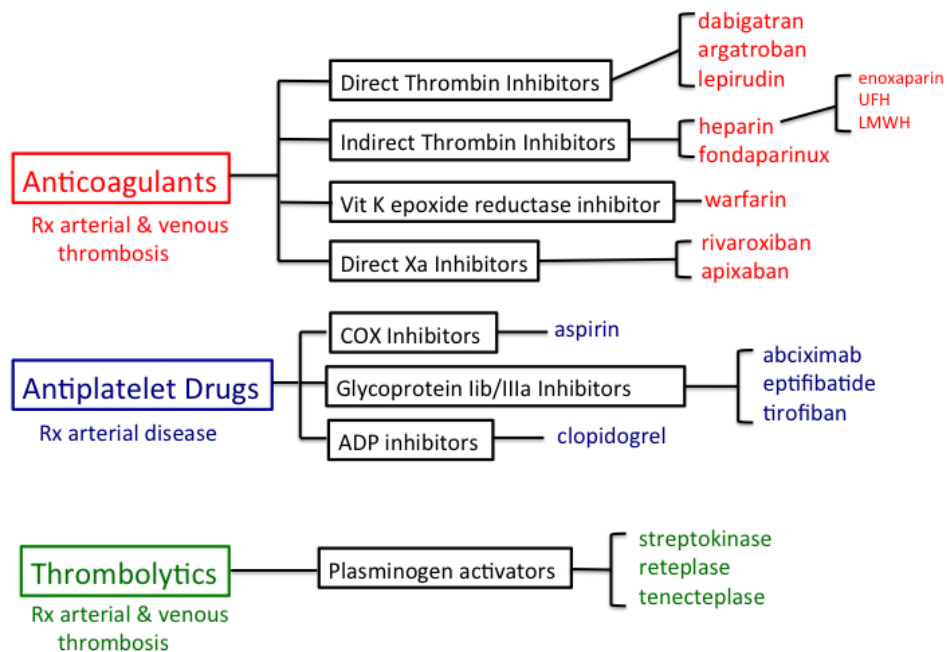 Anticoagulants
Rx arterial & venous
thrombosis
Direct Thrombin Inhibitors
dabigatran
argatroban
lepirudin
Indirect Thrombin Inhibitors
heparin
fondaparinux
enoxaparin
UFH
LMWH
Vit K epoxide reductase inhibitor
warfarin
Direct Xa Inhibitors
rivaroxiban
apixaban
Antiplatelet Drugs
Rx arterial disease
COX Inhibitors
aspirin
Glycoprotein Iib/IIIa Inhibitors
abciximab
eptifibatide
tirofiban
ADP inhibitors
clopidogrel
Thrombolytics
Rx arterial & venous
thrombosis
Plasminogen activators
streptokinase
reteplase
tenecteplase